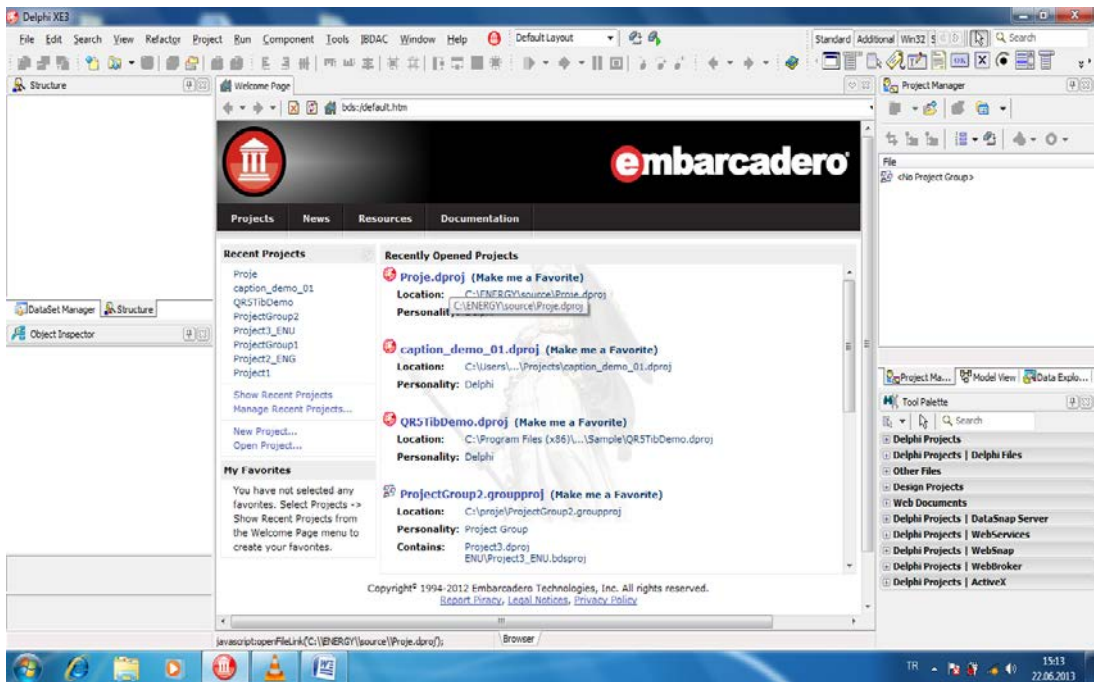 Delphi XE3
File Edit Search View Refactor Project Run Component Tools IBDAC Window Help Default Layout
Standard Additional Win32 S Search
Structure
Welcome Page
bds:/default.htm
embarcadero
Projects News Resources Documentation
Recent Projects
Proje
caption_demo_01
QR5TibDemo
ProjectGroup2
Project3_ENU
ProjectGroup1
Project2_ENG
Project1
Show Recent Projects
Manage Recent Projects...
New Project...
Open Project...
My Favorites
You have not selected any
favorites. Select Projects ->
Show Recent Projects from
the Welcome Page menu to
create your favorites.
Recently Opened Projects
Proje.dproj (Make me a Favorite)
Location: C:\ENERGY\source\Proje.dproj
C:\ENERGY\source\Proje.dproj
Personality: Delphi
caption_demo_01.dproj (Make me a Favorite)
Location: C:\Users\...\Projects\caption_demo_01.dproj
Personality: Delphi
QR5TibDemo.dproj (Make me a Favorite)
Location: C:\Program Files (x86)\...\Sample\QR5TibDemo.dproj
Personality: Delphi
ProjectGroup2.groupproj (Make me a Favorite)
Location: C:\proje\ProjectGroup2.groupproj
Personality: Project Group
Contains: Project3.dproj
ENU\Project3_ENU.bdsproj
Copyright© 1994-2012 Embarcadero Technologies, Inc. All rights reserved.
Report Piracy, Legal Notices, Privacy Policy
javascript:openFileLink('C:\\ENERGY\\source\\Proje.dproj');
Browser
DataSet Manager Structure
Object Inspector
Project Manager
File
<No Project Group>
Project Ma... Model View Data Explo...
Tool Palette
Search
Delphi Projects
Delphi Projects | Delphi Files
Other Files
Design Projects
Web Documents
Delphi Projects | DataSnap Server
Delphi Projects | WebServices
Delphi Projects | WebSnap
Delphi Projects | WebBroker
Delphi Projects | ActiveX
TR
15:13
22.06.2013